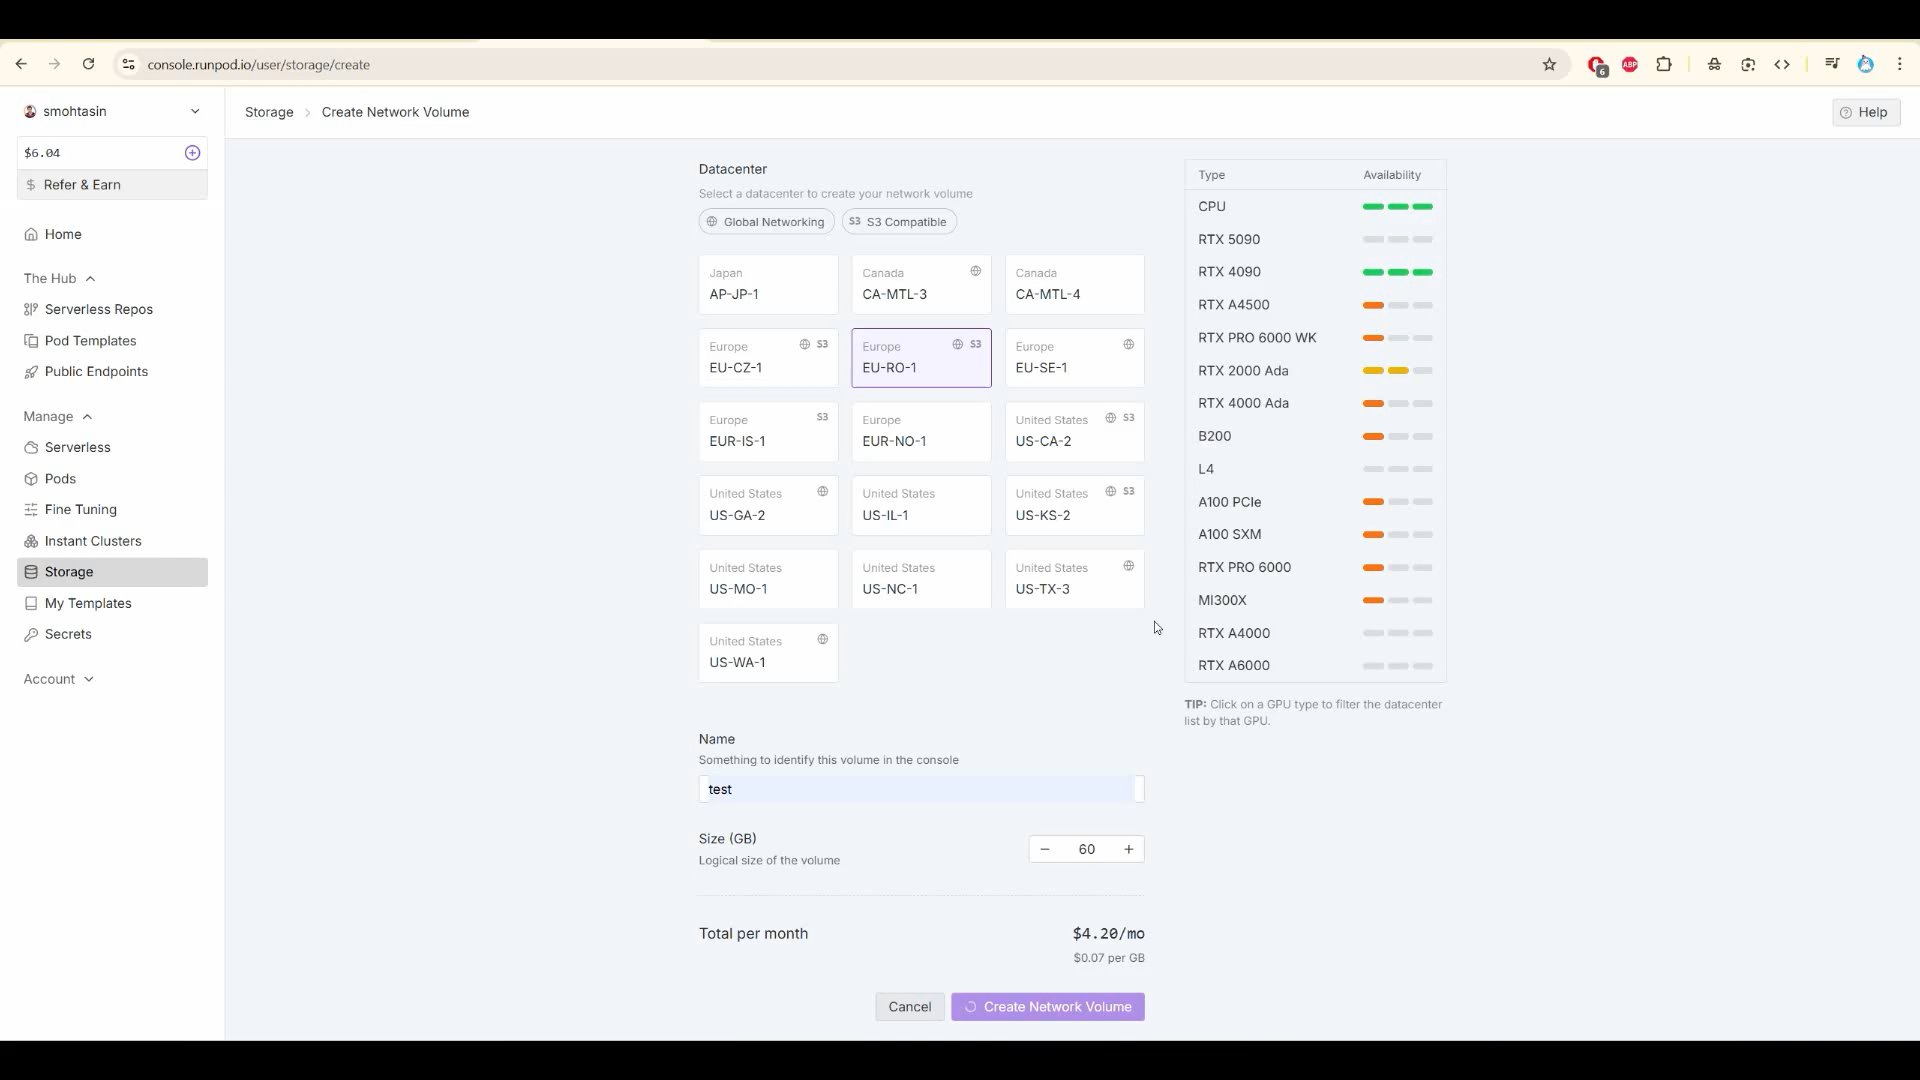 console.runpod.io/user/storage/create
6
ABP
smohtasin
Storage
Create Network Volume
Help
$6.04
Refer & Earn
Home
The Hub
Serverless Repos
Pod Templates
Public Endpoints
Manage
Serverless
Pods
Fine Tuning
Instant Clusters
Storage
My Templates
Secrets
Account
Datacenter
Select a datacenter to create your network volume
Global Networking
S3 S3 Compatible
Japan
AP-JP-1
Canada
CA-MTL-3
Canada
CA-MTL-4
Europe S3
EU-CZ-1
Europe S3
EU-RO-1
Europe
EU-SE-1
Europe S3
EUR-IS-1
Europe
EUR-NO-1
United States S3
US-CA-2
United States
US-GA-2
United States
US-IL-1
United States S3
US-KS-2
United States
US-MO-1
United States
US-NC-1
United States
US-TX-3
United States
US-WA-1
Name
Something to identify this volume in the console
test
Size (GB)
Logical size of the volume
− 60 +
Total per month
$4.20/mo
$0.07 per GB
Cancel
Create Network Volume
Type Availability
CPU
RTX 5090
RTX 4090
RTX A4500
RTX PRO 6000 WK
RTX 2000 Ada
RTX 4000 Ada
B200
L4
A100 PCIe
A100 SXM
RTX PRO 6000
MI300X
RTX A4000
RTX A6000
TIP: Click on a GPU type to filter the datacenter
list by that GPU.